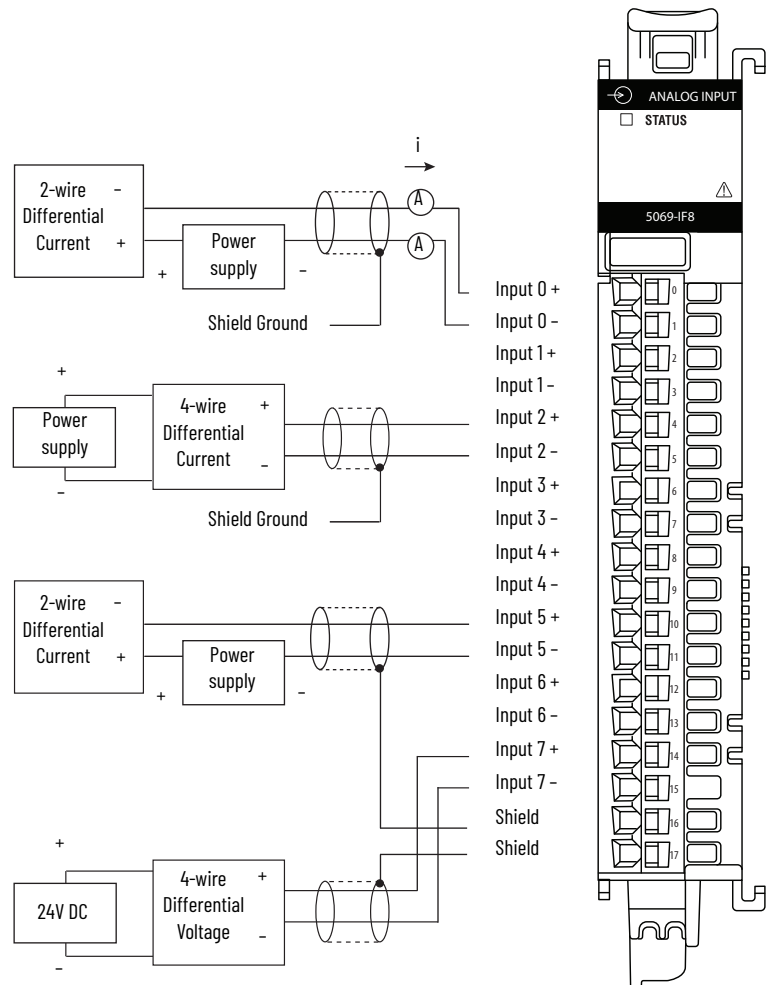 ANALOG INPUT
STATUS
5069-IF8
i
2-wire –
Differential
Current +
A
A
Power
supply
+ –
Shield Ground
Input 0 +
Input 0 –
Input 1 +
Input 1 –
Input 2 +
Input 2 –
Input 3 +
Input 3 –
Input 4 +
Input 4 –
Input 5 +
Input 5 –
Input 6 +
Input 6 –
Input 7 +
Input 7 –
Shield
Shield
0
1
2
3
4
5
6
7
8
9
10
11
12
13
14
15
16
17
+
Power
supply
–
4-wire +
Differential
Current –
Shield Ground
2-wire –
Differential
Current +
Power
supply
+ –
+
24V DC
–
4-wire +
Differential
Voltage –